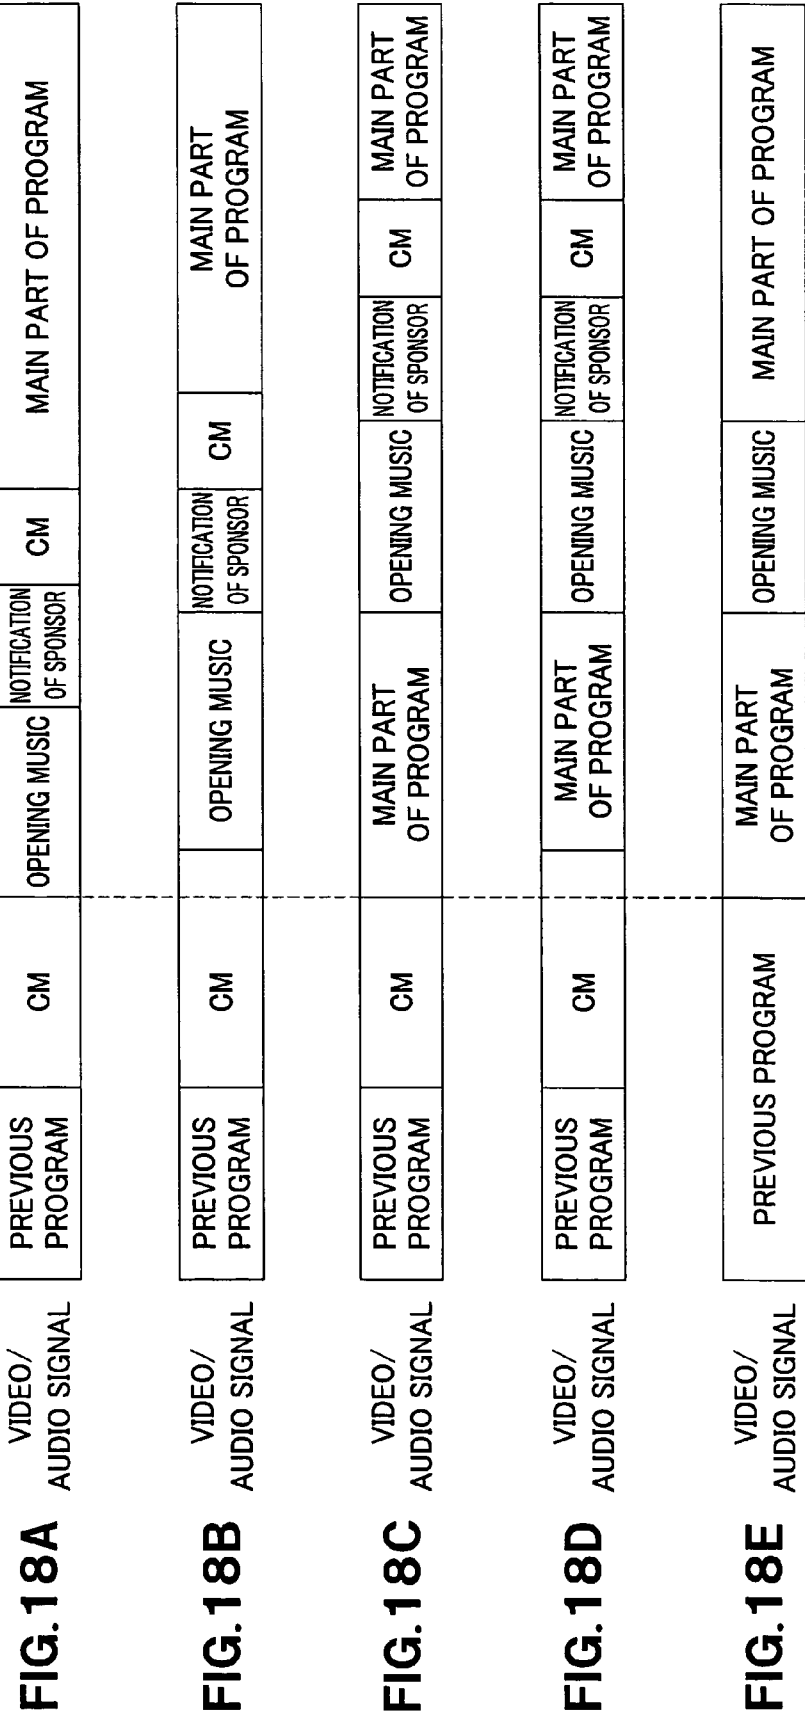 FIG.18A
VIDEO/
AUDIO SIGNAL
PREVIOUS
PROGRAM
CM
OPENING MUSIC
NOTIFICATION
OF SPONSOR
CM
MAIN PART OF PROGRAM
FIG.18B
VIDEO/
AUDIO SIGNAL
PREVIOUS
PROGRAM
CM
OPENING MUSIC
NOTIFICATION
OF SPONSOR
CM
MAIN PART
OF PROGRAM
FIG.18C
VIDEO/
AUDIO SIGNAL
PREVIOUS
PROGRAM
CM
MAIN PART
OF PROGRAM
OPENING MUSIC
NOTIFICATION
OF SPONSOR
CM
MAIN PART
OF PROGRAM
FIG.18D
VIDEO/
AUDIO SIGNAL
PREVIOUS
PROGRAM
CM
MAIN PART
OF PROGRAM
OPENING MUSIC
NOTIFICATION
OF SPONSOR
CM
MAIN PART
OF PROGRAM
FIG.18E
VIDEO/
AUDIO SIGNAL
PREVIOUS PROGRAM
MAIN PART
OF PROGRAM
OPENING MUSIC
MAIN PART OF PROGRAM